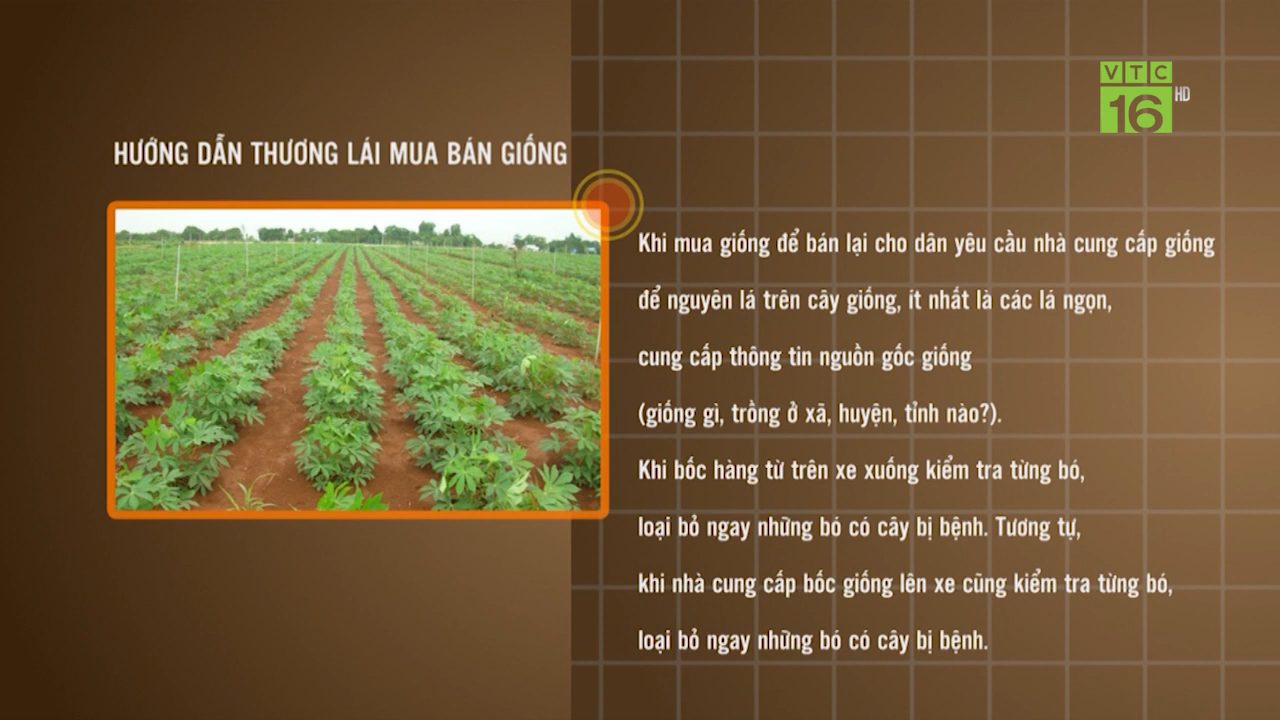 VTC
16 HD
HƯỚNG DẪN THƯƠNG LÁI MUA BÁN GIỐNG
Khi mua giống để bán lại cho dân yêu cầu nhà cung cấp giống
để nguyên lá trên cây giống, ít nhất là các lá ngọn,
cung cấp thông tin nguồn gốc giống
(giống gì, trồng ở xã, huyện, tỉnh nào?).
Khi bốc hàng từ trên xe xuống kiểm tra từng bó,
loại bỏ ngay những bó có cây bị bệnh. Tương tự,
khi nhà cung cấp bốc giống lên xe cũng kiểm tra từng bó,
loại bỏ ngay những bó có cây bị bệnh.